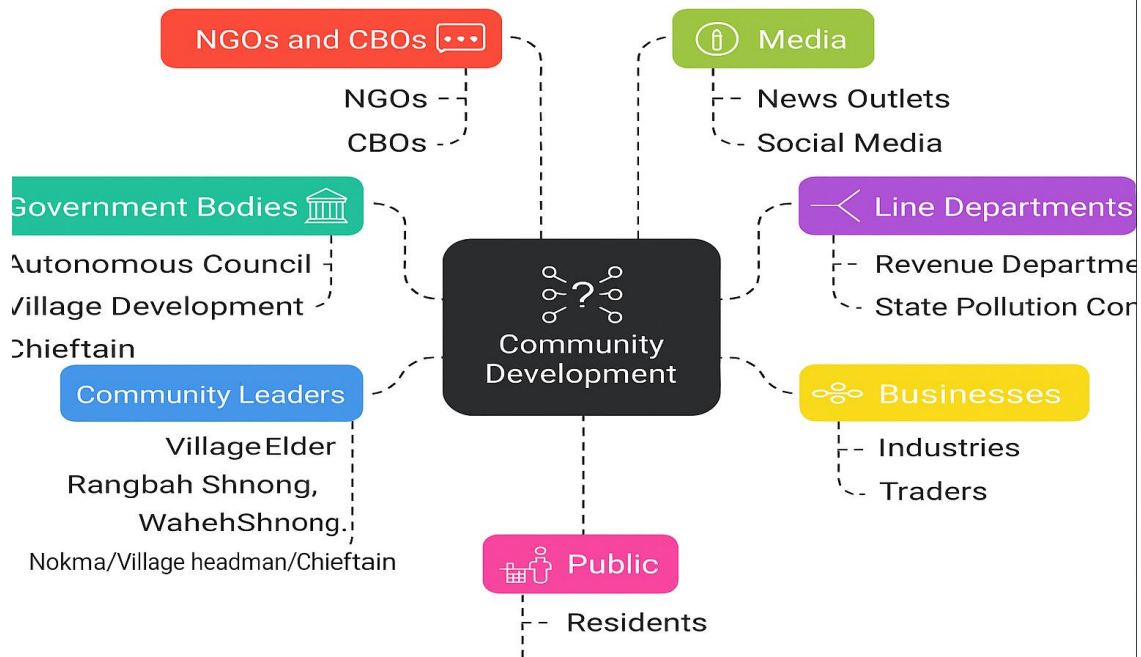 NGOs and CBOs
NGOs
CBOs
Media
News Outlets
Social Media
Government Bodies
Autonomous Council
Village Development
Chieftain
Line Departments
Revenue Departme
State Pollution Con
?
Community
Development
Community Leaders
Village Elder
Rangbah Shnong,
WahehShnong.
Nokma/Village headman/Chieftain
Businesses
Industries
Traders
Public
Residents